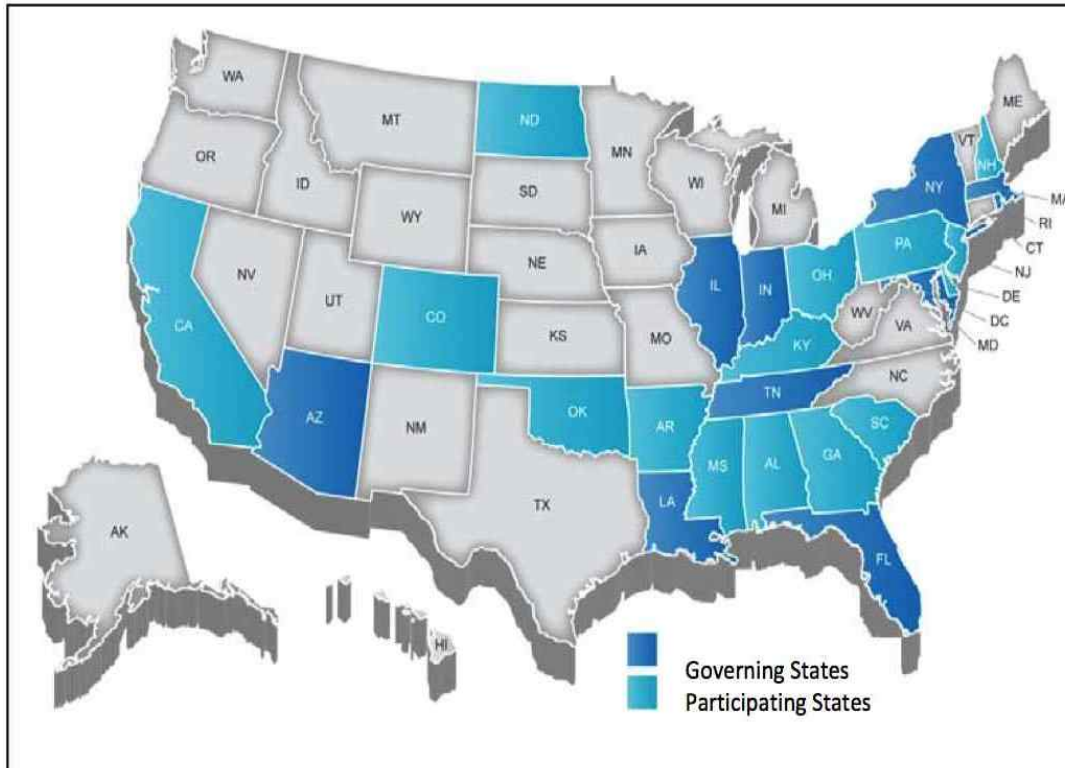 WA
MT
ND
MN
ME
VT
NH
OR
ID
SD
WI
MI
NY
MA
WY
RI
CT
IA
NE
PA
NJ
NV
UT
IL
IN
OH
DE
CA
CO
WV
VA
DC
KS
MO
KY
MD
NC
TN
AZ
OK
AR
SC
NM
MS
AL
GA
TX
LA
AK
FL
HI
Governing States
Participating States